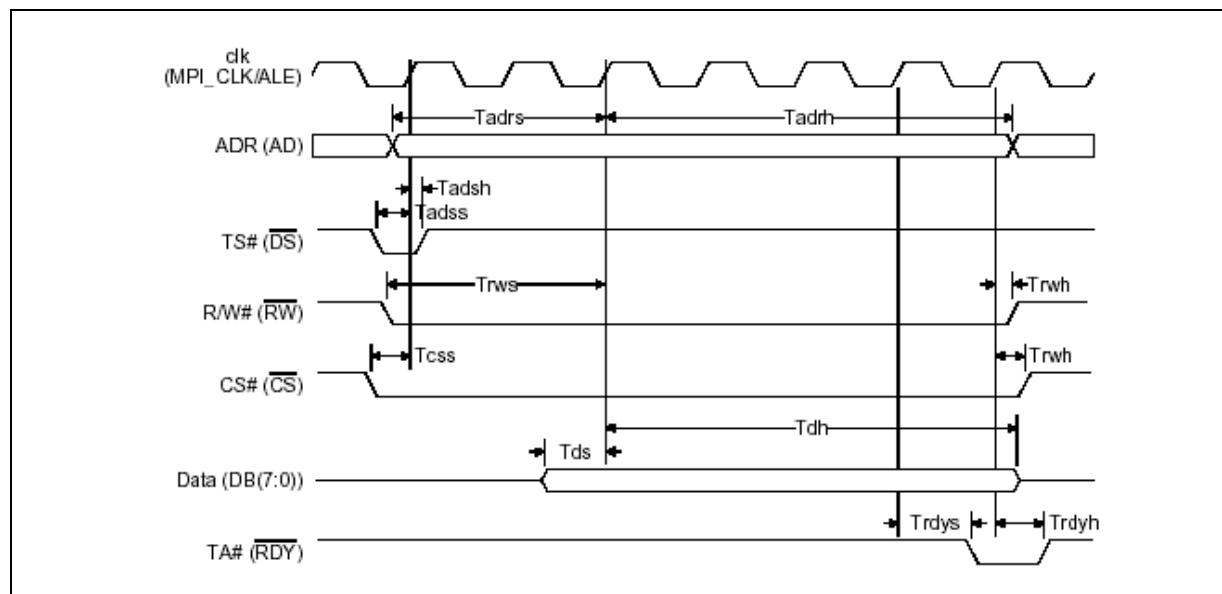 clk
(MPI_CLK/ALE)
Tadrs
Tadrh
ADR (AD)
Tadsh
Tadss
TS# (DS)
Trws
Trwh
R/W# (RW)
Tcss
Trwh
CS# (CS)
Tdh
Tds
Data (DB(7:0))
Trdys
Trdyh
TA# (RDY)